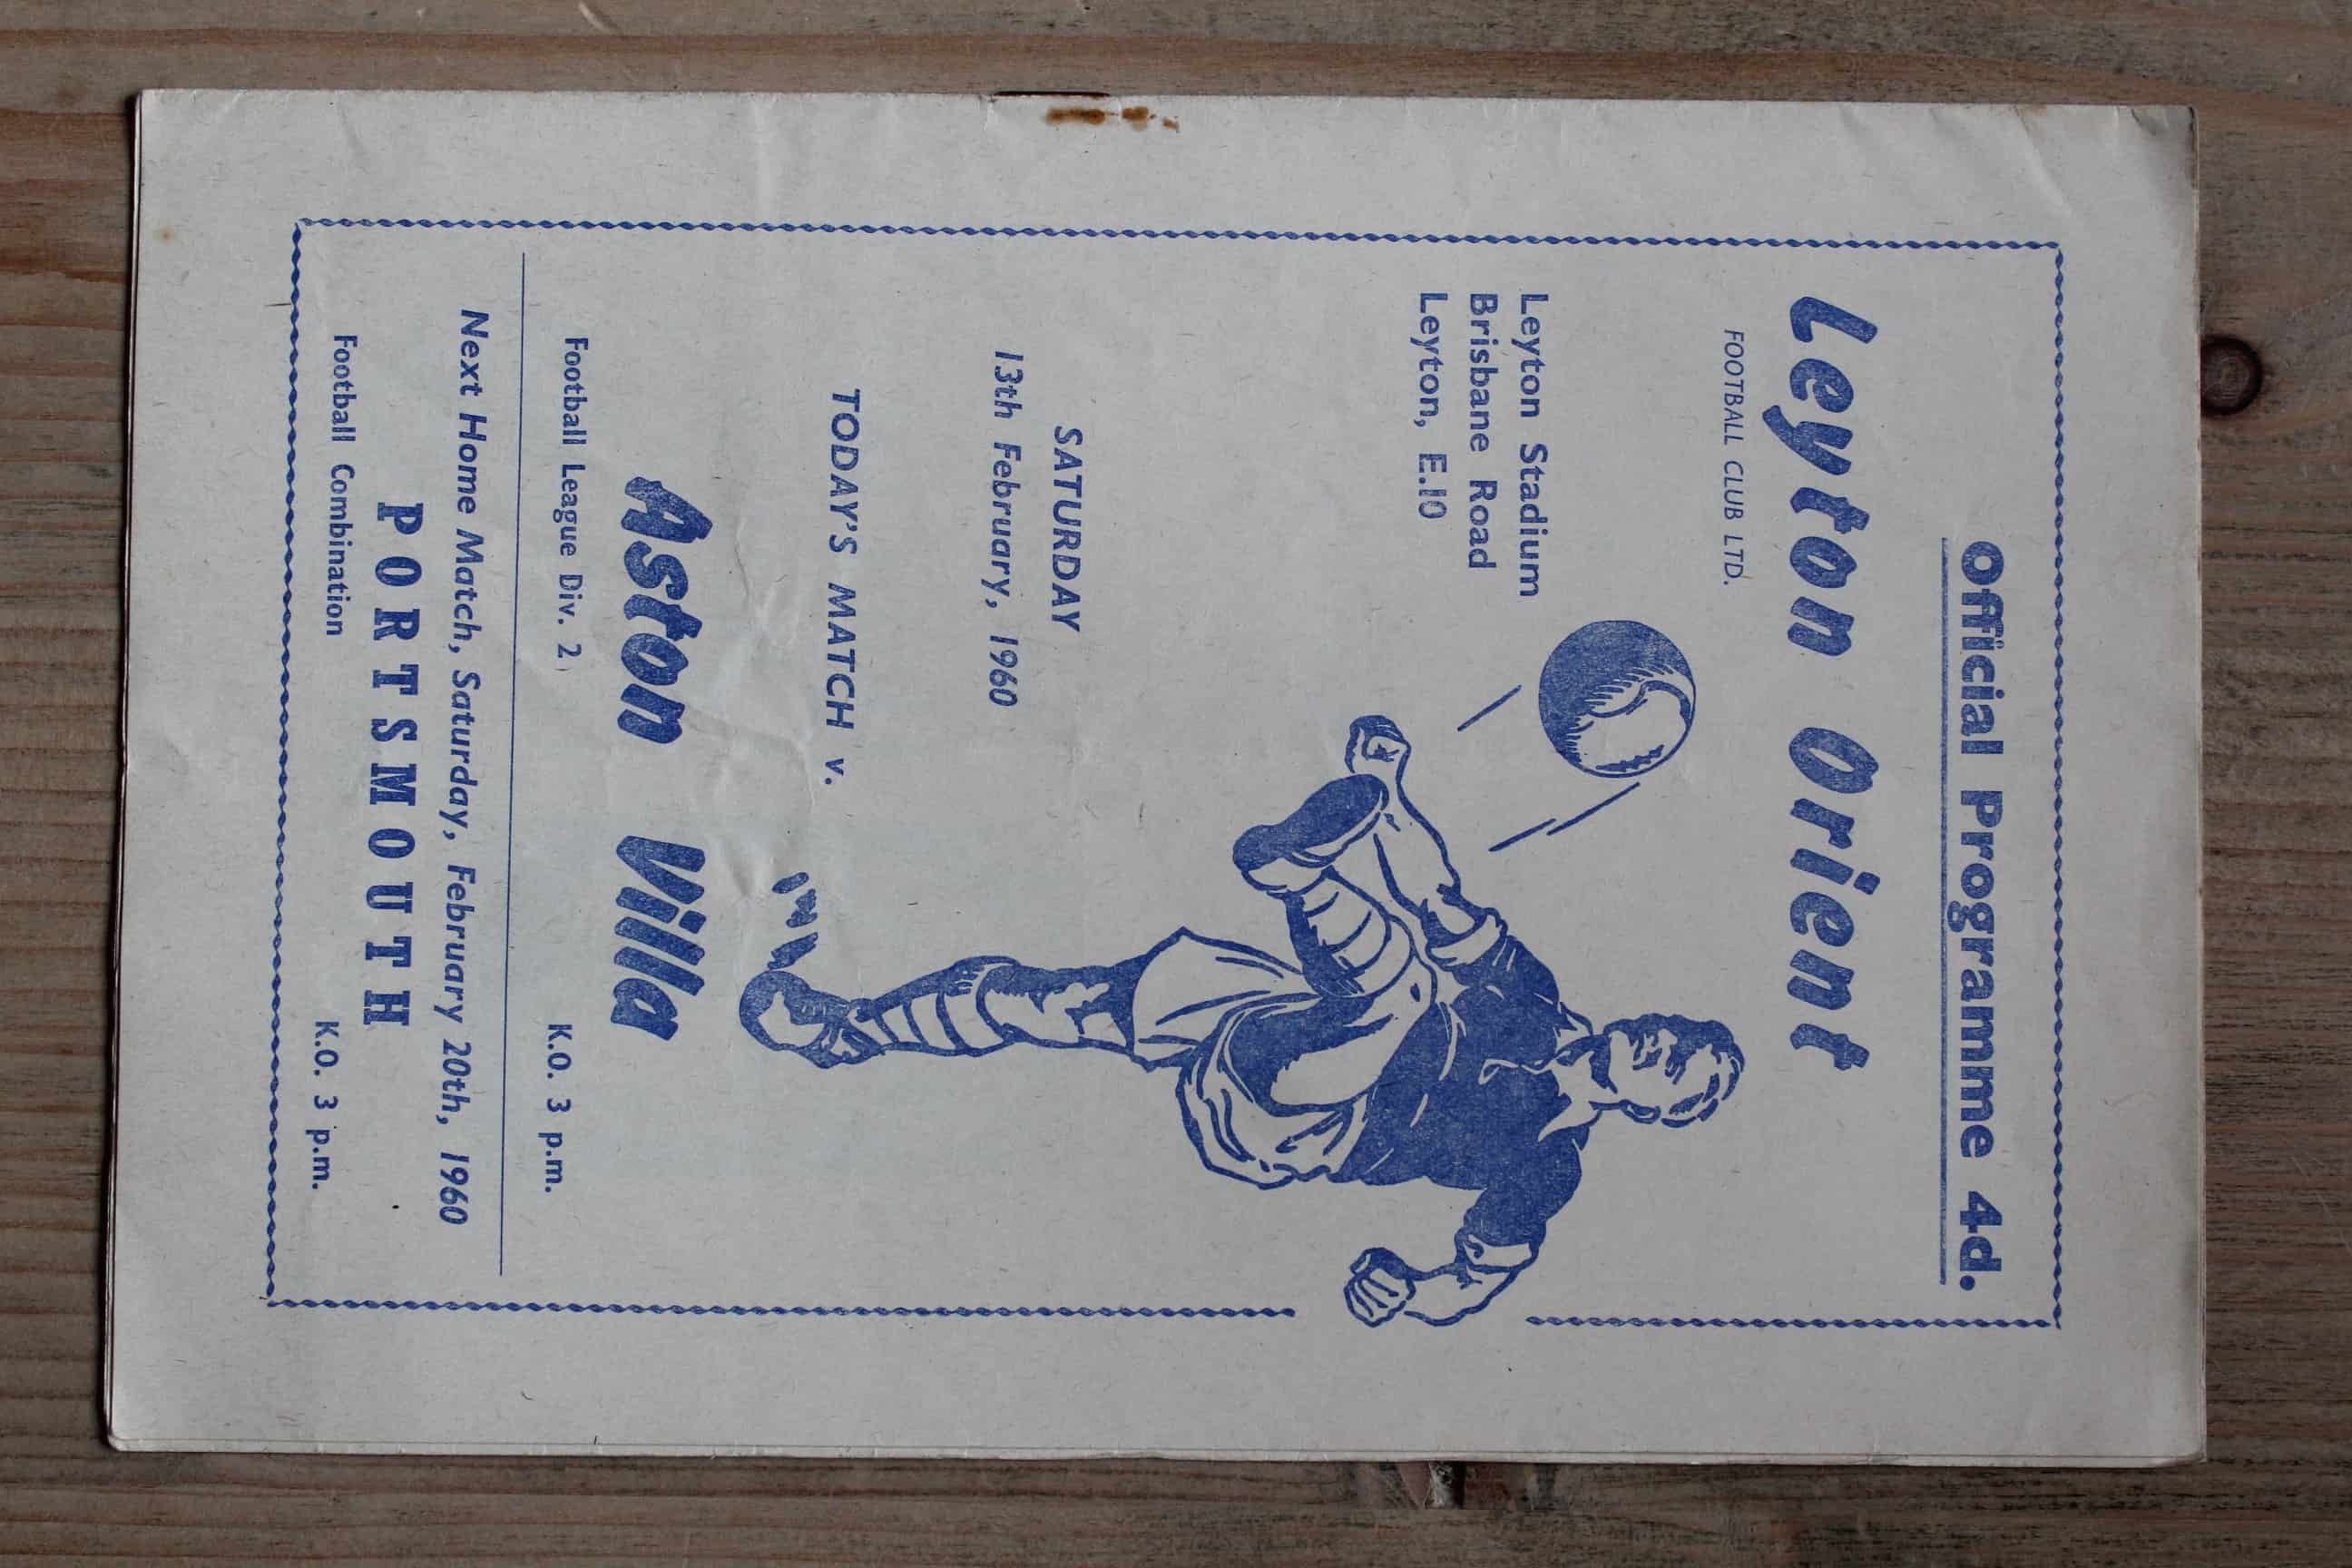 Official Programme 4d.
Leyton Orient
FOOTBALL CLUB LTD.
Leyton Stadium
Brisbane Road
Leyton, E.10
SATURDAY
13th February, 1960
TODAY'S MATCH v.
Aston Villa
Football League Div. 2 K.O. 3 p.m.
Next Home Match, Saturday, February 20th, 1960
PORTSMOUTH
Football Combination K.O. 3 p.m.